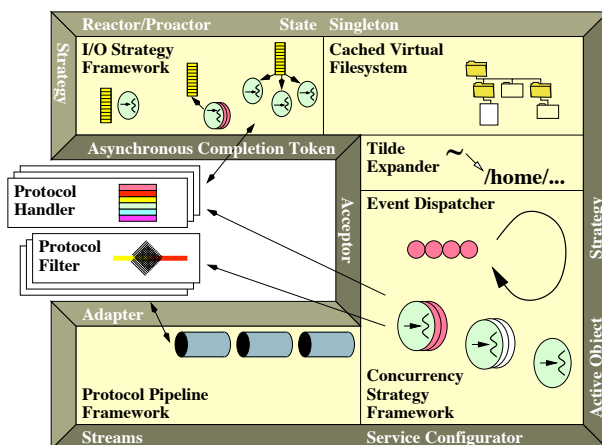 Reactor/Proactor
State
Singleton
Strategy
I/O Strategy
Framework
Cached Virtual
Filesystem
Asynchronous Completion Token
Tilde
Expander
~
/home/...
Protocol
Handler
Acceptor
Event Dispatcher
Strategy
Protocol
Filter
Adapter
Active Object
Concurrency
Strategy
Framework
Protocol Pipeline
Framework
Streams
Service Configurator